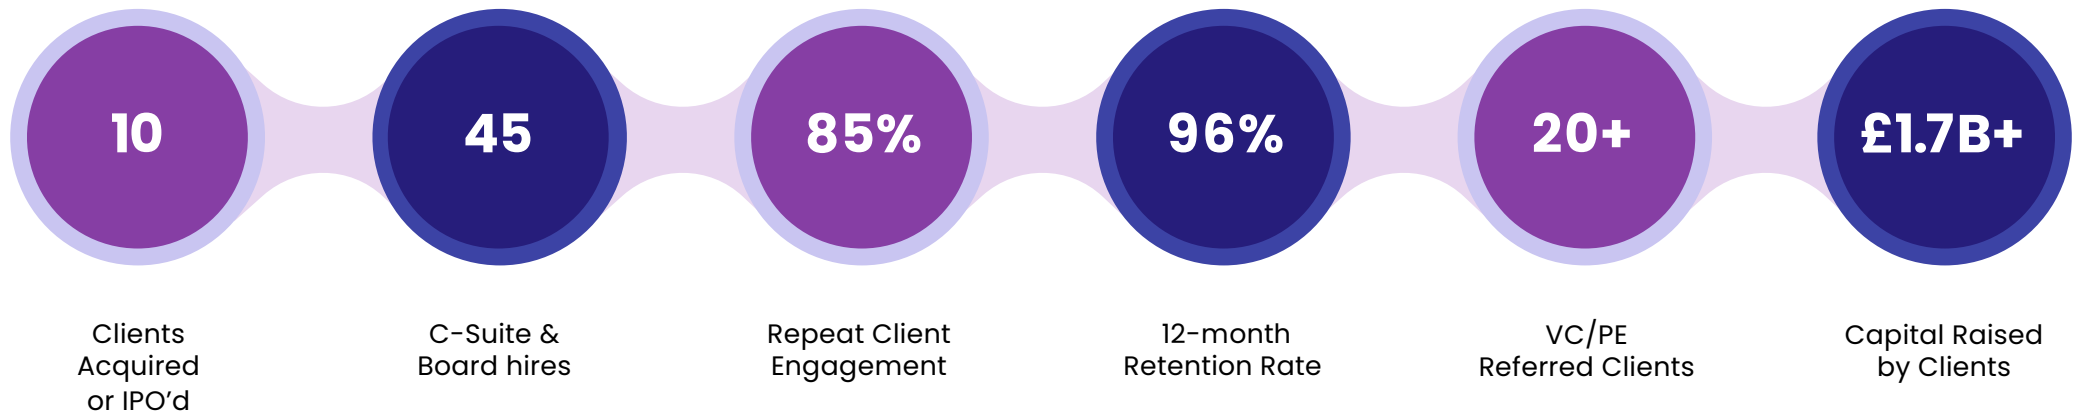 10
Clients
Acquired
or IPO’d
45
C-Suite &
Board hires
85%
Repeat Client
Engagement
96%
12-month
Retention Rate
20+
VC/PE
Referred Clients
£1.7B+
Capital Raised
by Clients